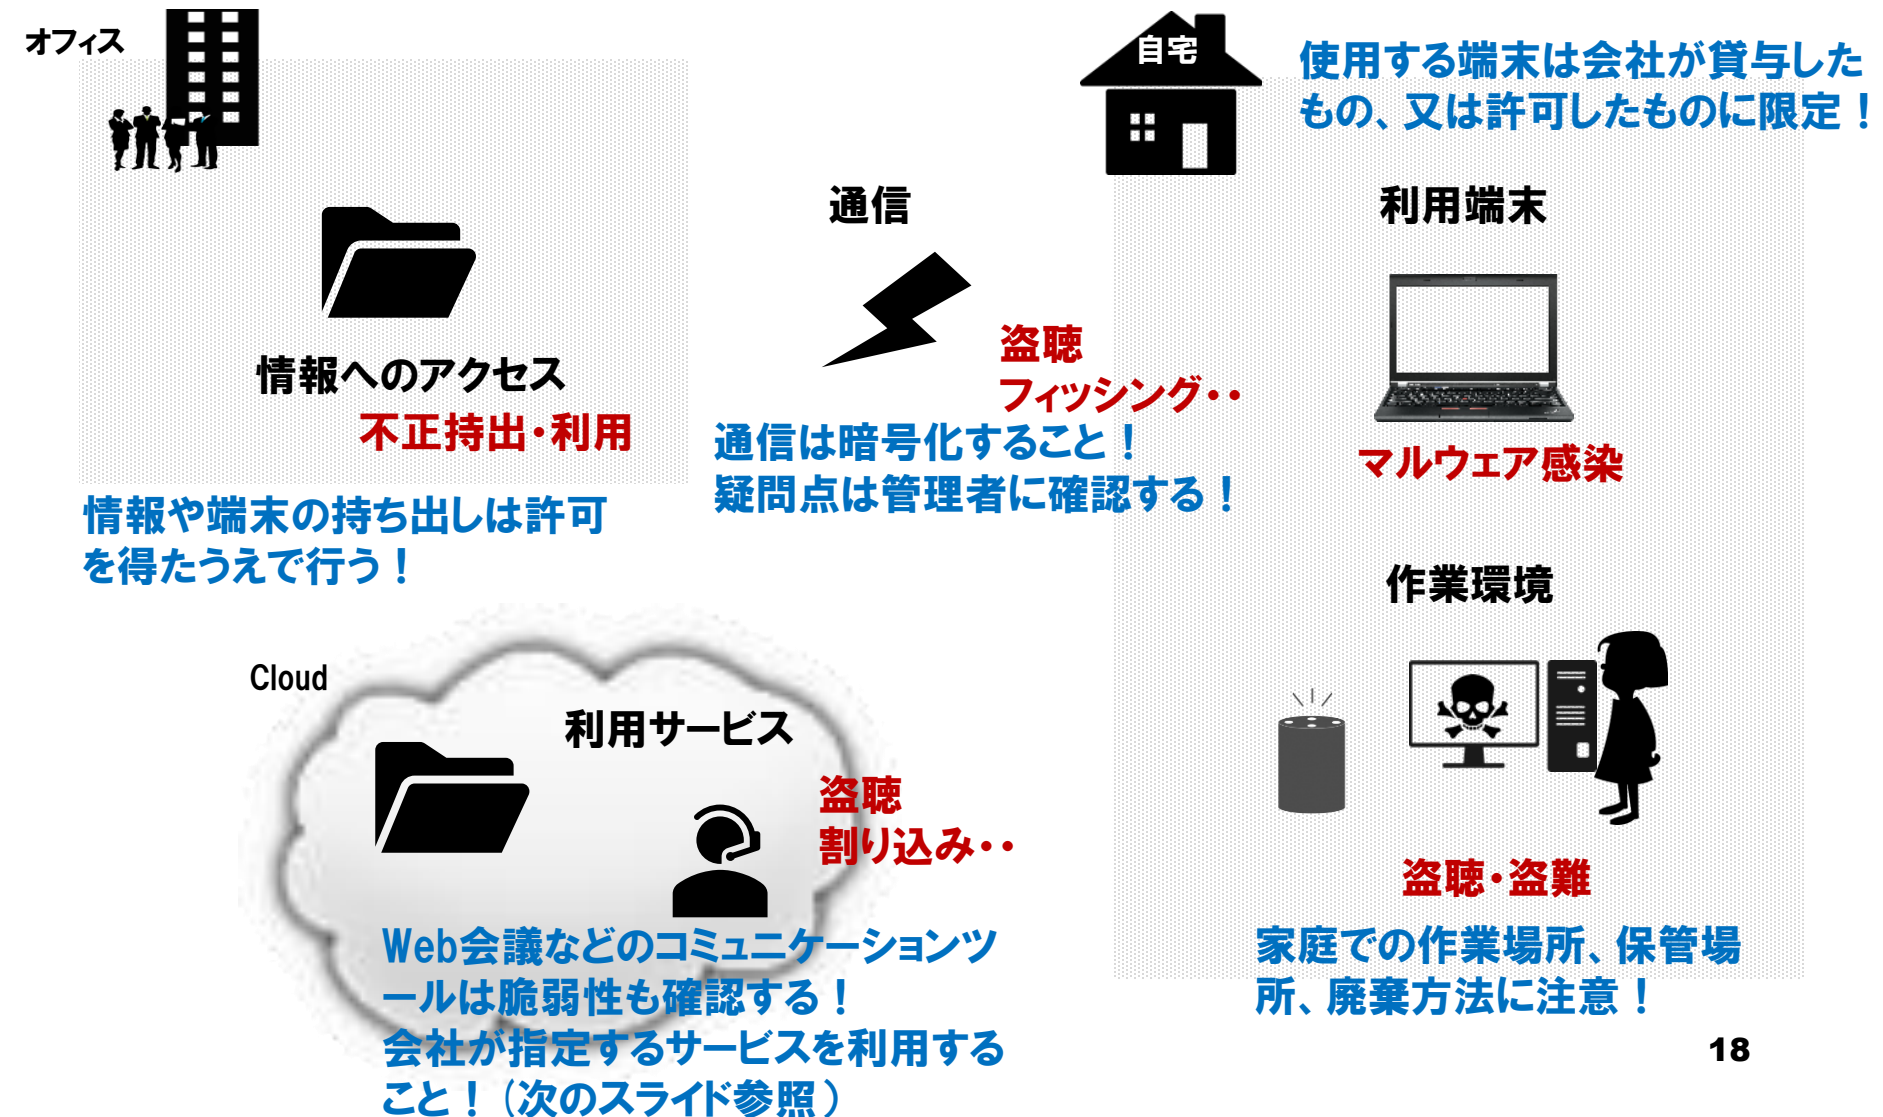 オフィス
情報へのアクセス
不正持出・利用
情報や端末の持ち出しは許可
を得たうえで行う！
通信
盗聴
フィッシング・・
通信は暗号化すること！
疑問点は管理者に確認する！
自宅
使用する端末は会社が貸与した
もの、又は許可したものに限定！
利用端末
マルウェア感染
作業環境
盗聴・盗難
家庭での作業場所、保管場
所、廃棄方法に注意！
Cloud
利用サービス
盗聴
割り込み・・
Web会議などのコミュニケーションツ
ールは脆弱性も確認する！
会社が指定するサービスを利用する
こと！（次のスライド参照）
18